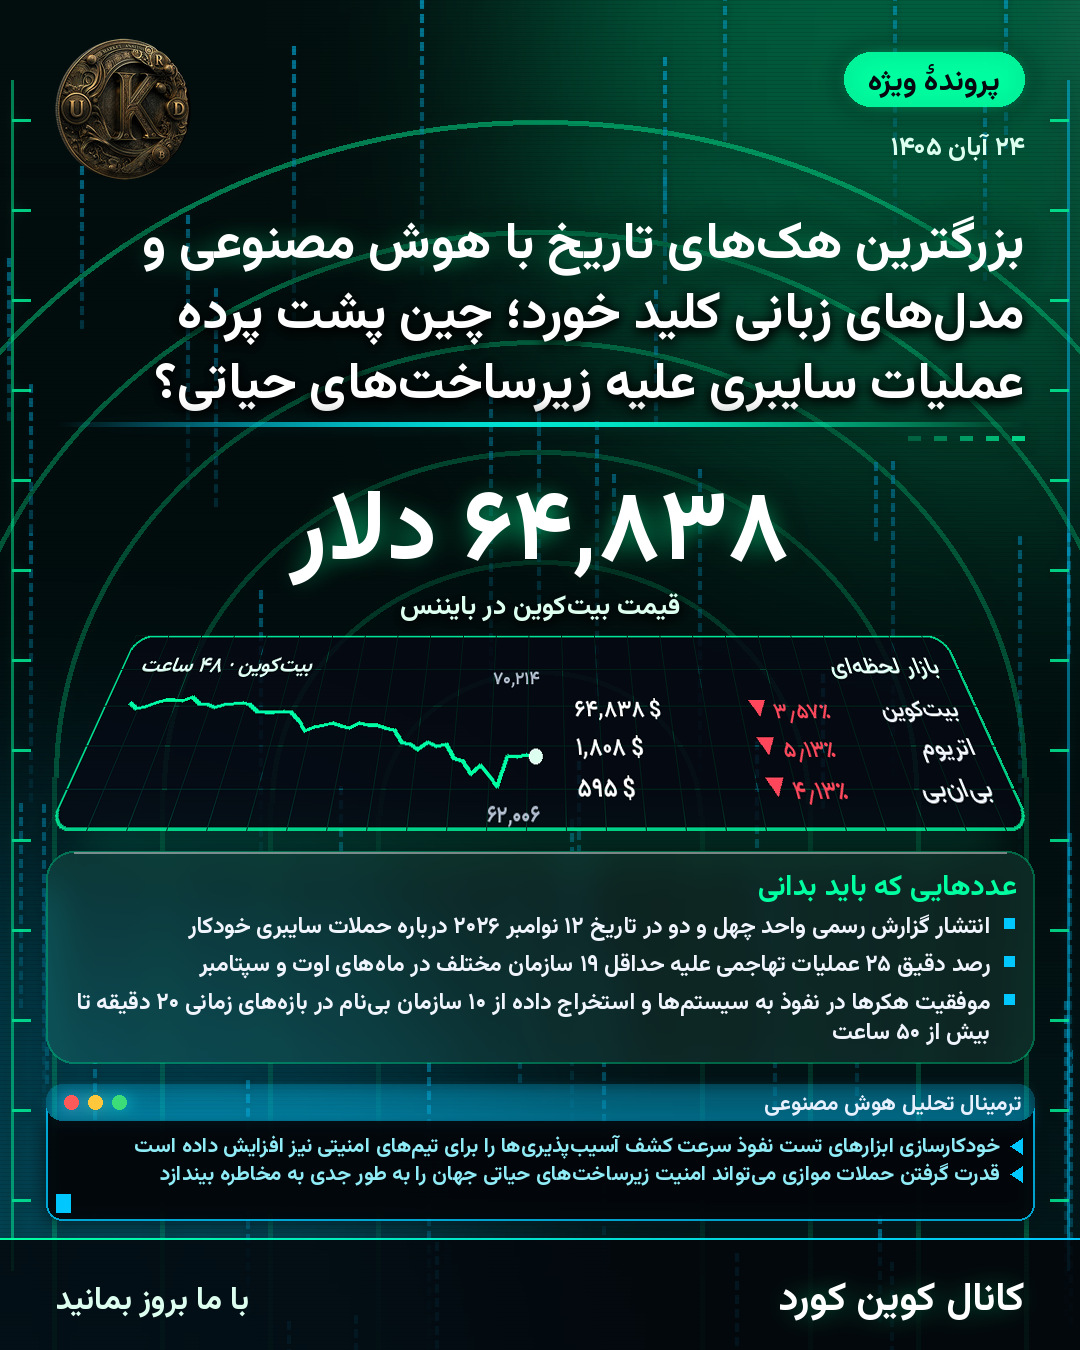 پروندهٔ ویژه
۲۴ آبان ۱۴۰۵
بزرگترین هک‌های تاریخ با هوش مصنوعی و
مدل‌های زبانی کلید خورد؛ چین پشت پرده
عملیات سایبری علیه زیرساخت‌های حیاتی؟
۶۴,۸۳۸ دلار
قیمت بیت‌کوین در بایننس
بازار لحظه‌ای
بیت‌کوین ▼ ۳٫۵۷٪ ۶۴,۸۳۸ $
اتریوم ▼ ۵٫۱۳٪ ۱,۸۰۸ $
بی‌ان‌بی ▼ ۴٫۱۳٪ ۵۹۵ $
بیت‌کوین · ۴۸ ساعت
۷۰,۲۱۴
۶۲,۰۰۶
عددهایی که باید بدانی
انتشار گزارش رسمی واحد چهل و دو در تاریخ ۱۲ نوامبر ۲۰۲۶ درباره حملات سایبری خودکار
رصد دقیق ۲۵ عملیات تهاجمی علیه حداقل ۱۹ سازمان مختلف در ماه‌های اوت و سپتامبر
موفقیت هکرها در نفوذ به سیستم‌ها و استخراج داده از ۱۰ سازمان بی‌نام در بازه‌های زمانی ۲۰ دقیقه تا
بیش از ۵۰ ساعت
ترمینال تحلیل هوش مصنوعی
خودکارسازی ابزارهای تست نفوذ سرعت کشف آسیب‌پذیری‌ها را برای تیم‌های امنیتی نیز افزایش داده است
قدرت گرفتن حملات موازی می‌تواند امنیت زیرساخت‌های حیاتی جهان را به طور جدی به مخاطره بیندازد
کانال کوین کورد
با ما بروز بمانید